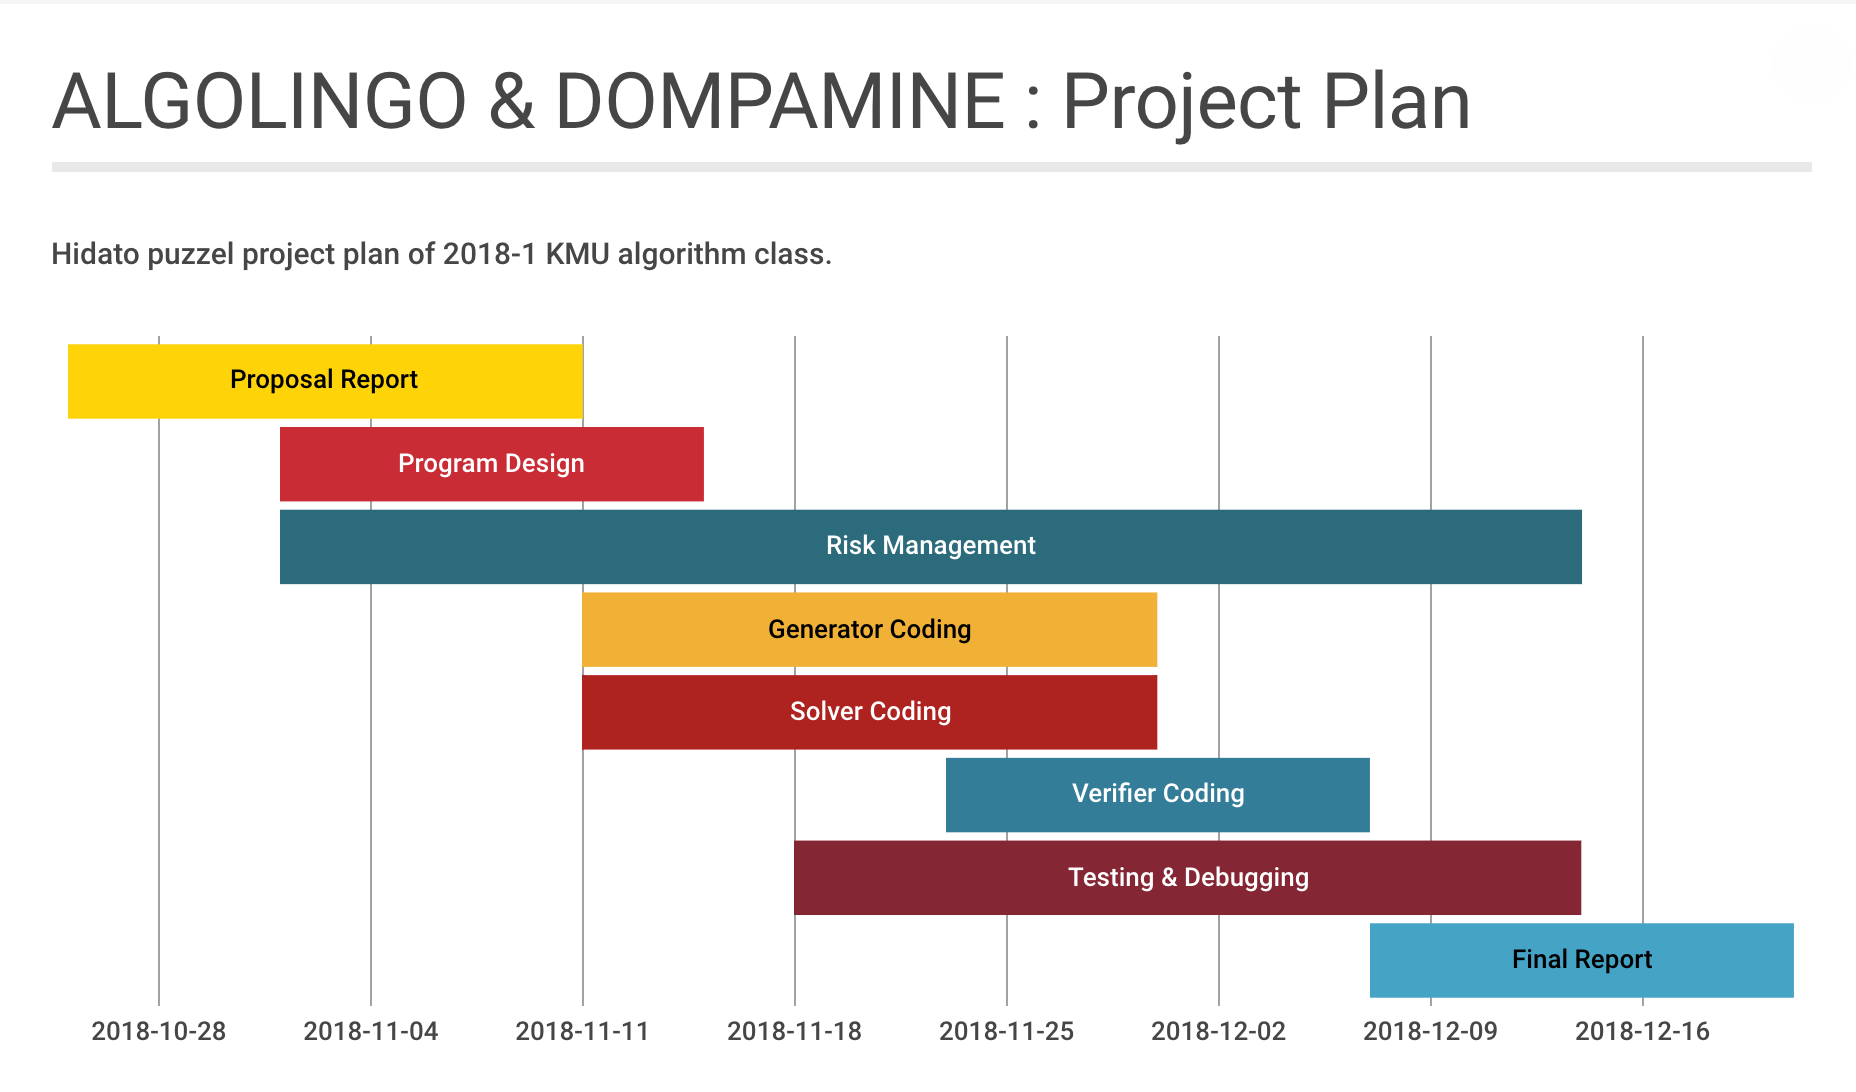 ALGOLINGO & DOMPAMINE : Project Plan
Hidato puzzel project plan of 2018-1 KMU algorithm class.
Proposal Report
Program Design
Risk Management
Generator Coding
Solver Coding
Verifier Coding
Testing & Debugging
Final Report
2018-10-28 2018-11-04 2018-11-11 2018-11-18 2018-11-25 2018-12-02 2018-12-09 2018-12-16